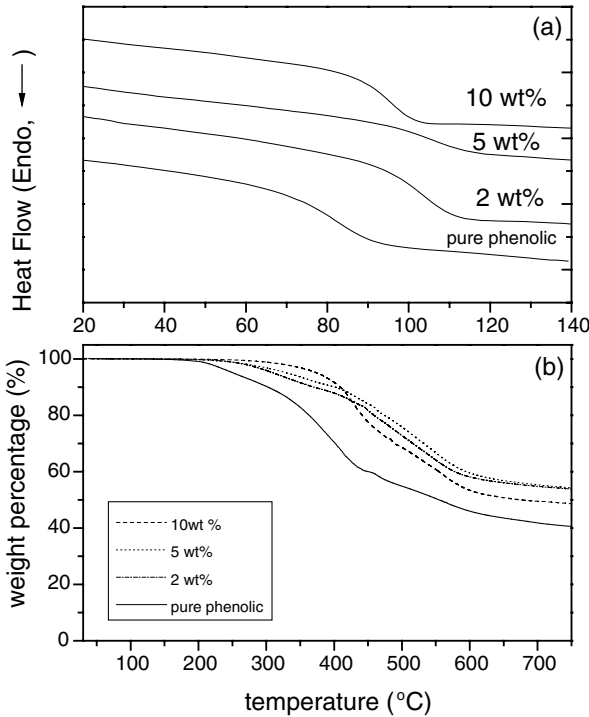 (a)
Heat Flow (Endo, ⟶ )
10 wt%
5 wt%
2 wt%
pure phenolic
20 40 60 80 100 120 140
(b)
weight percentage (%)
100
80
60
40
20
0
10wt %
5 wt%
2 wt%
pure phenolic
100 200 300 400 500 600 700
temperature (°C)